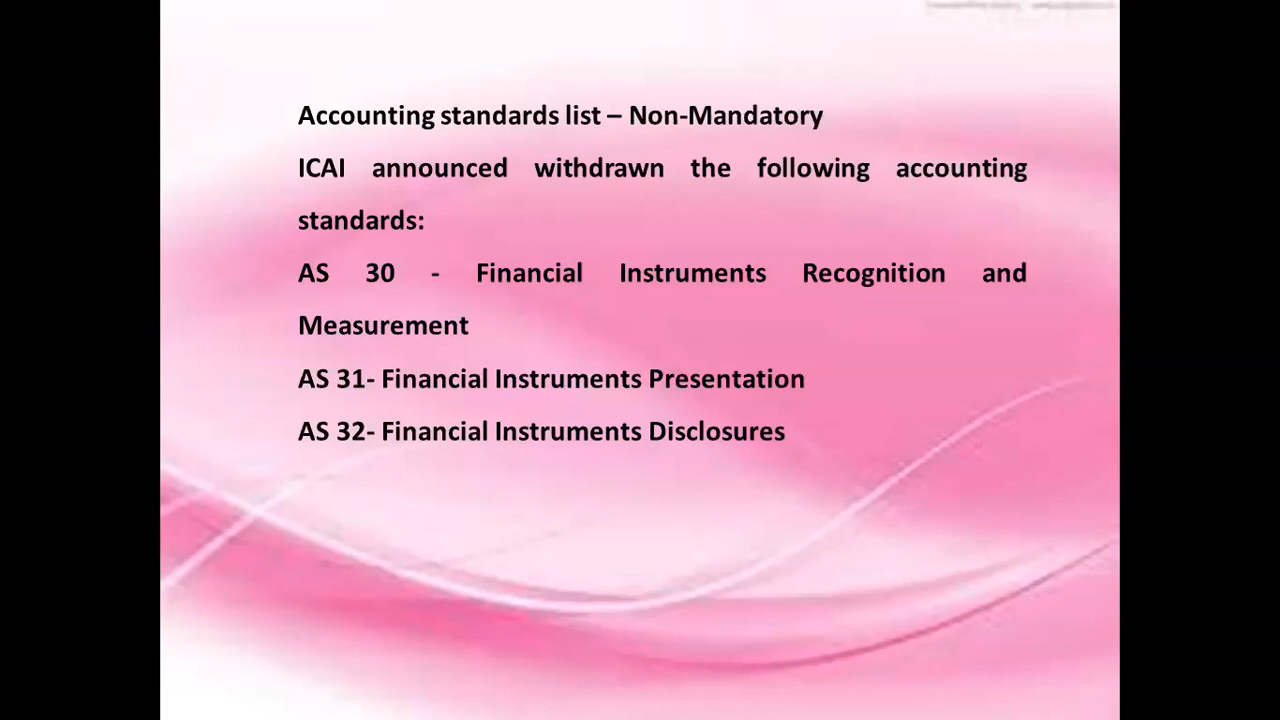 Accounting standards list – Non-Mandatory
ICAI announced withdrawn the following accounting
standards:
AS 30 - Financial Instruments Recognition and
Measurement
AS 31- Financial Instruments Presentation
AS 32- Financial Instruments Disclosures